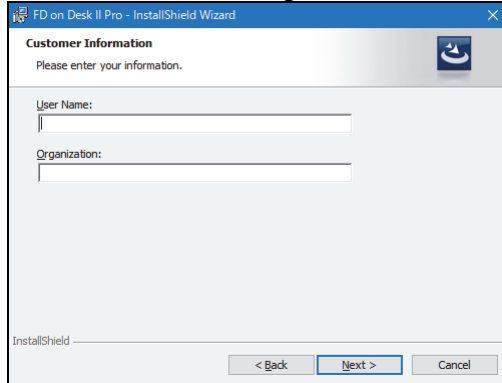 FD on Desk II Pro - InstallShield Wizard
Customer Information
Please enter your information.
User Name:
Organization:
InstallShield
< Back Next > Cancel